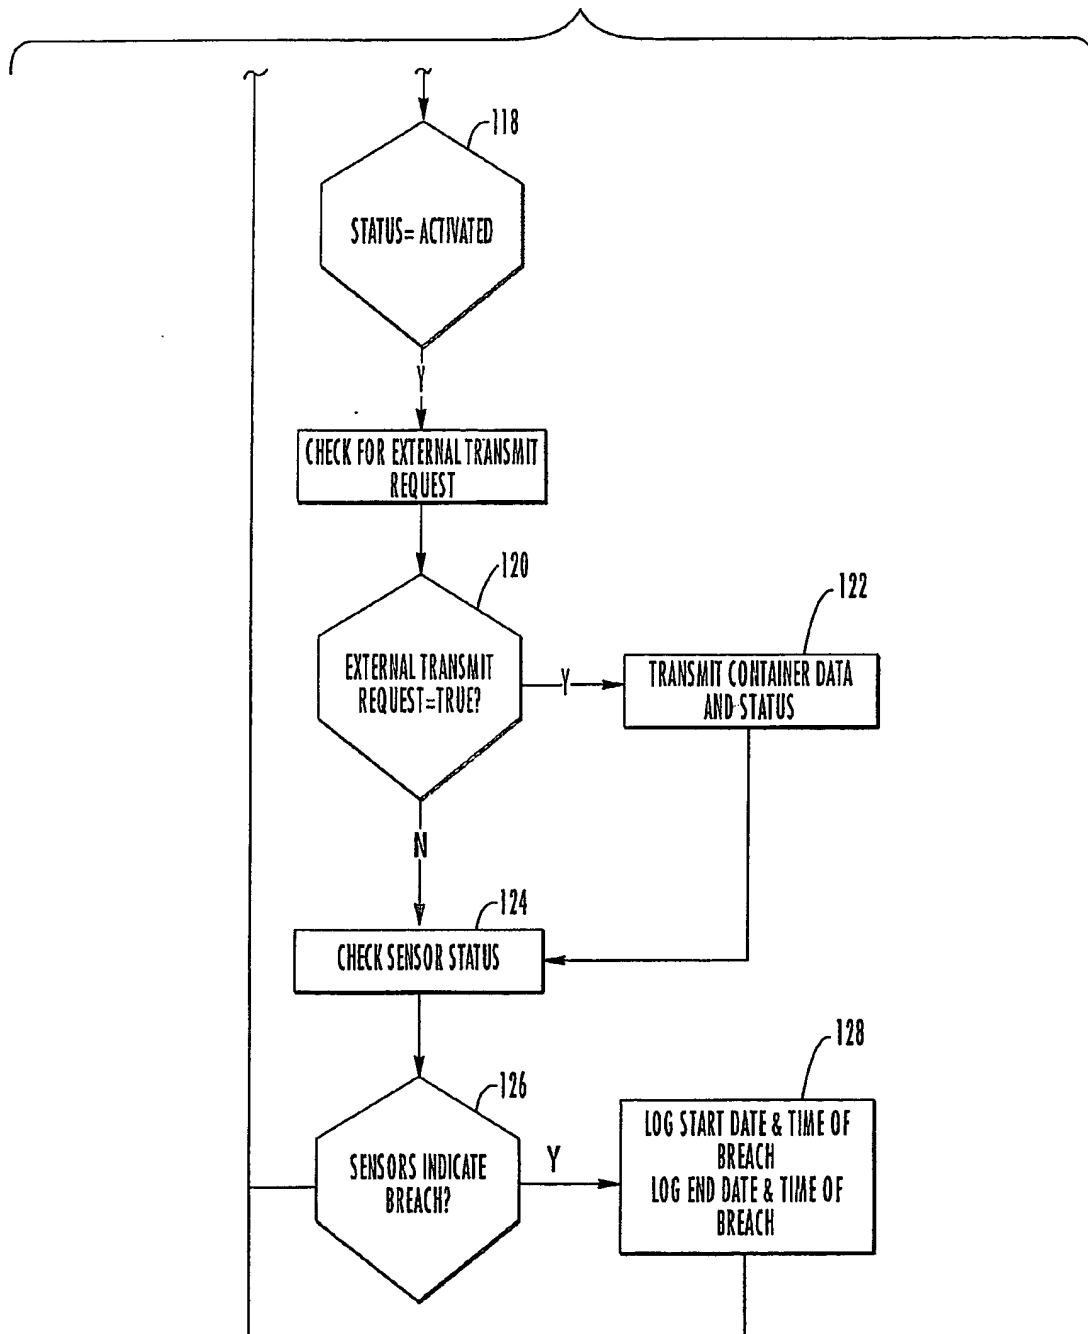 118
STATUS= ACTIVATED
Y
CHECK FOR EXTERNAL TRANSMIT
REQUEST
120
EXTERNAL TRANSMIT
REQUEST=TRUE?
Y
122
TRANSMIT CONTAINER DATA
AND STATUS
N
124
CHECK SENSOR STATUS
126
SENSORS INDICATE
BREACH?
Y
128
LOG START DATE & TIME OF
BREACH
LOG END DATE & TIME OF
BREACH